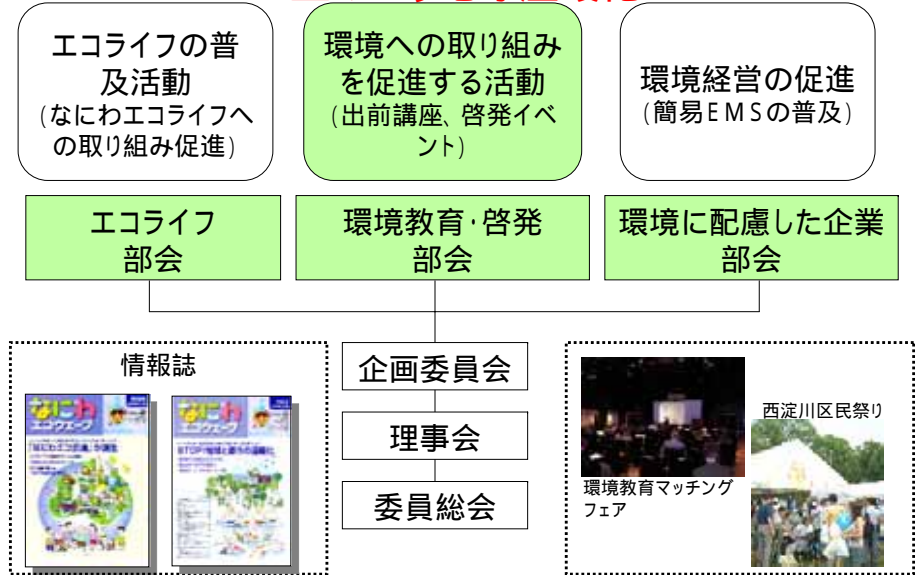 エコライフの普
及活動
(なにわエコライフへ
の取り組み促進)
環境への取り組み
を促進する活動
(出前講座、啓発イベ
ント)
環境経営の促進
(簡易EMSの普及)
エコライフ
部会
環境教育・啓発
部会
環境に配慮した企業
部会
企画委員会
理事会
委員総会
情報誌
なにわ
エコウェーブ
なにわ
エコウェーブ
環境教育マッチング
フェア
西淀川区民祭り